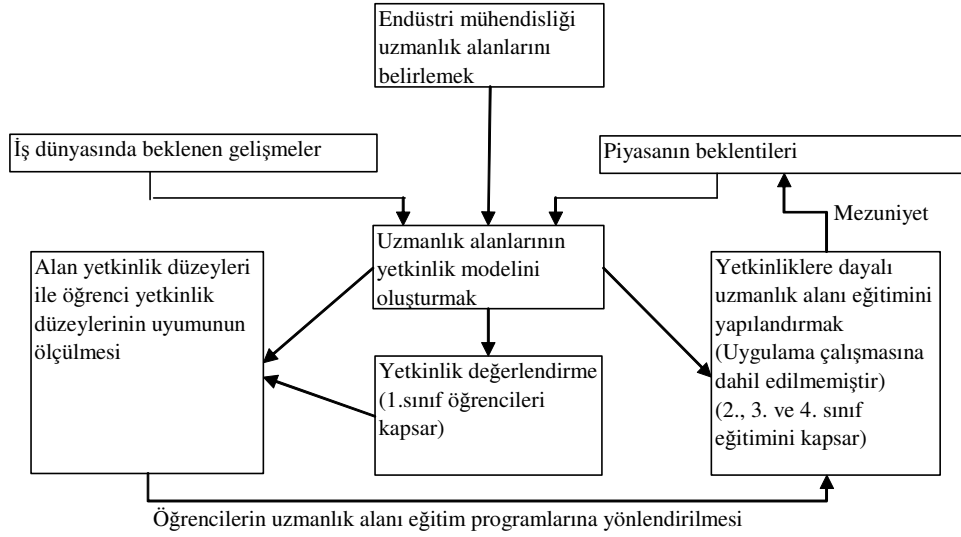 Endüstri mühendisliği
uzmanlık alanlarını
belirlemek
İş dünyasında beklenen gelişmeler
Piyasanın beklentileri
Mezuniyet
Uzmanlık alanlarının
yetkinlik modelini
oluşturmak
Alan yetkinlik düzeyleri
ile öğrenci yetkinlik
düzeylerinin uyumunun
ölçülmesi
Yetkinliklere dayalı
uzmanlık alanı eğitimini
yapılandırmak
(Uygulama çalışmasına
dahil edilmemiştir)
(2., 3. ve 4. sınıf
eğitimini kapsar)
Yetkinlik değerlendirme
(1.sınıf öğrencileri
kapsar)
Öğrencilerin uzmanlık alanı eğitim programlarına yönlendirilmesi